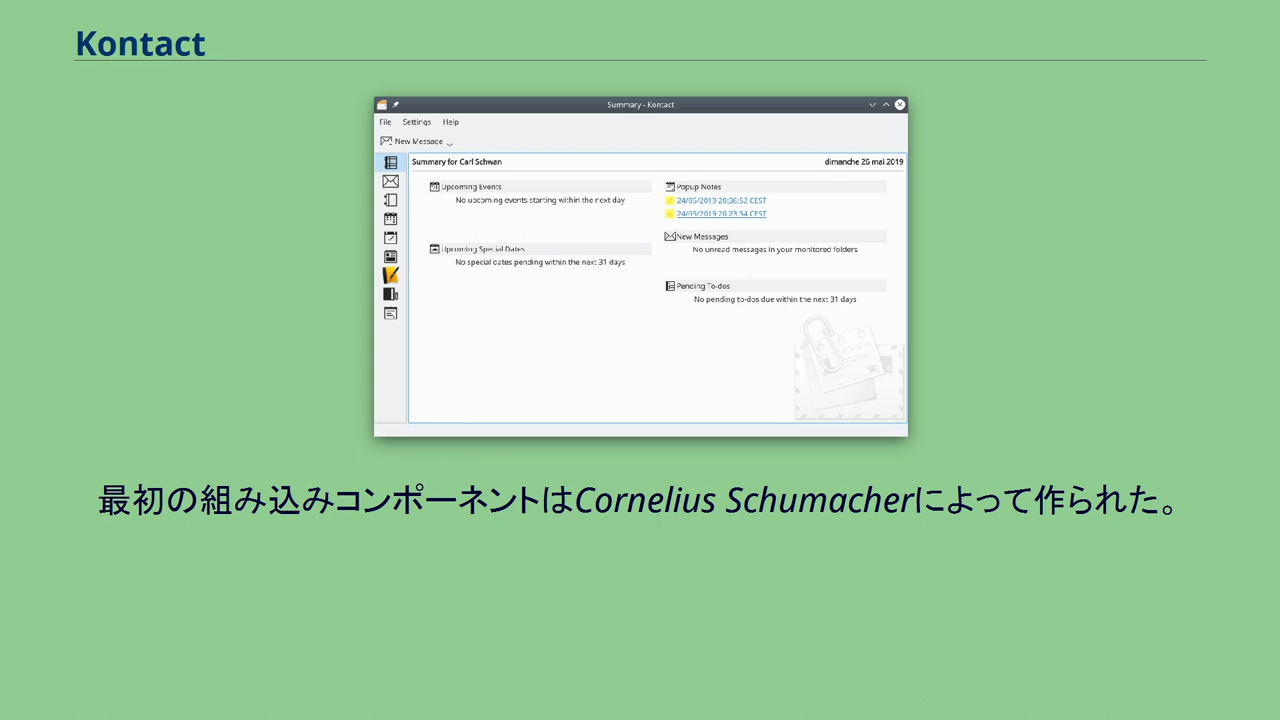 Kontact
Summary - Kontact
File Settings Help
New Message
Summary for Carl Schwan
dimanche 26 mai 2019
Upcoming Events
No upcoming events starting within the next day
Upcoming Special Dates
No special dates pending within the next 31 days
Popup Notes
24/05/2019 20:36:52 CEST
24/05/2019 20:23:54 CEST
New Messages
No unread messages in your monitored folders
Pending To-dos
No pending to-dos due within the next 31 days
最初の組み込みコンポーネントはCornelius Schumacherによって作られた。